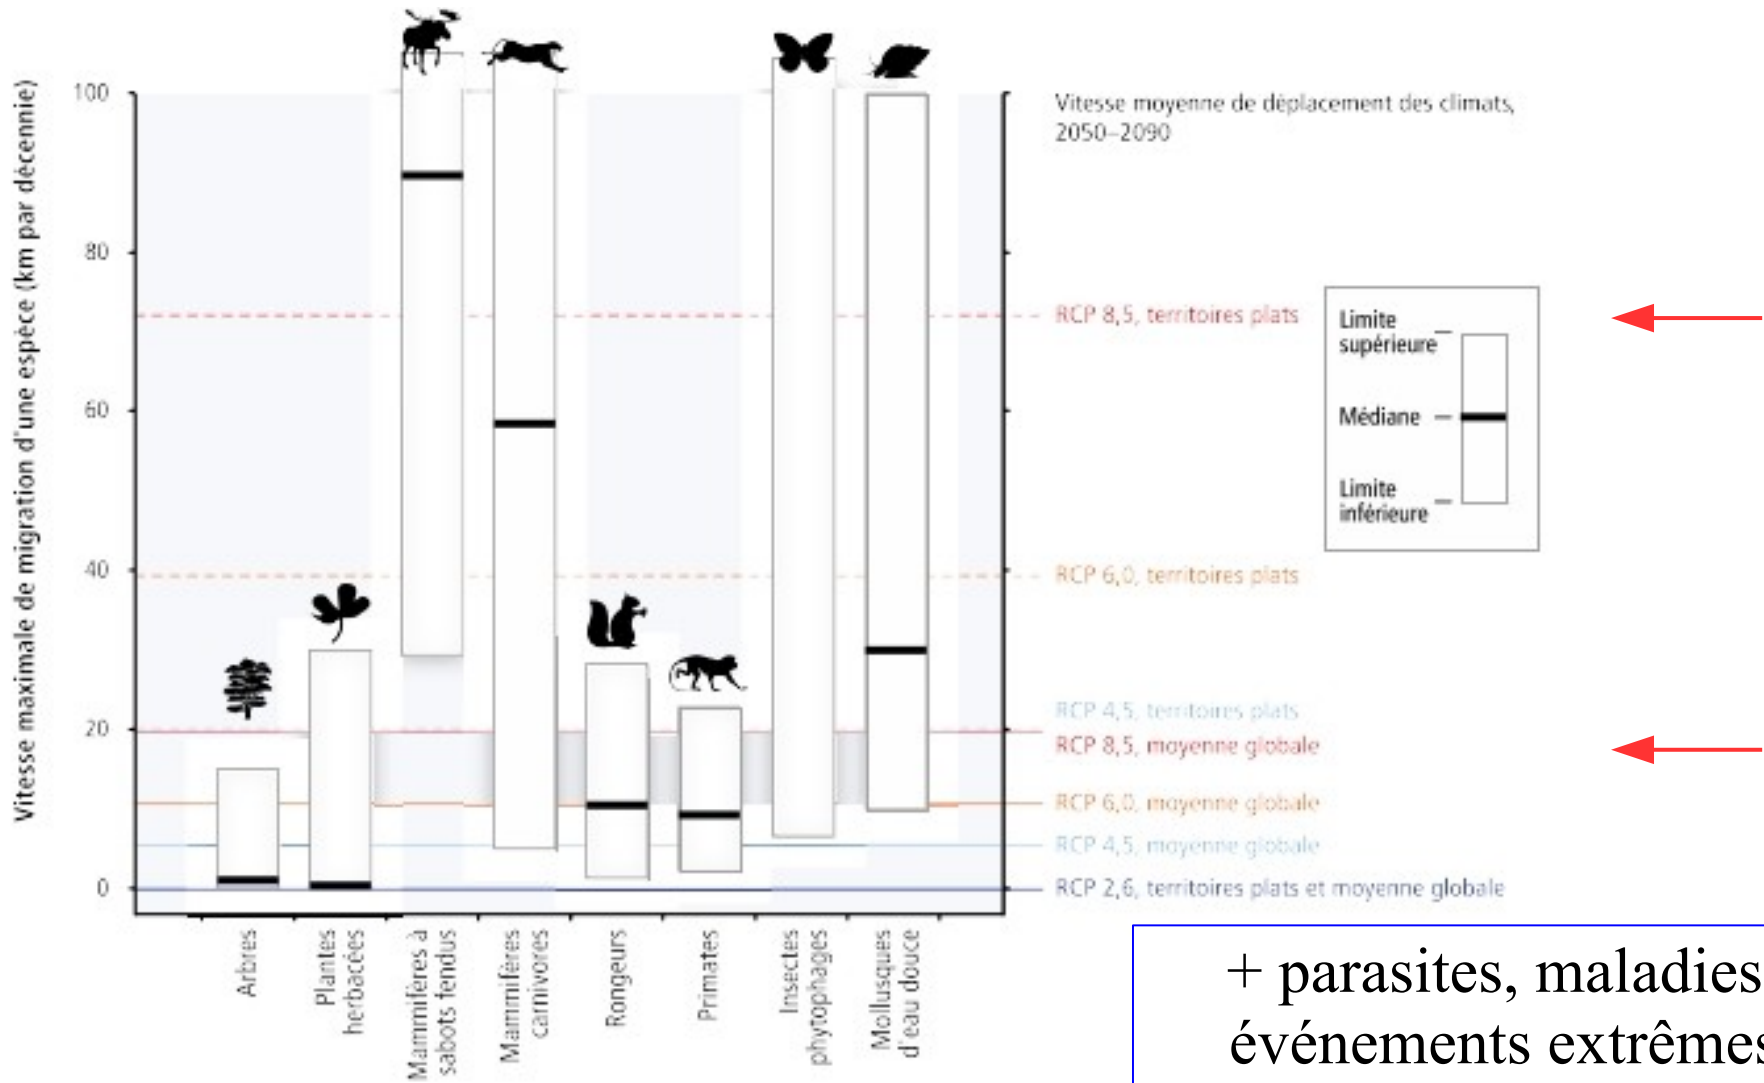 Vitesse maximale de migration d'une espèce (km par décennie)
100
80
60
40
20
0
Arbres
Plantes
herbacées
Mammifères à
sabots fendus
Mammifères
carnivores
Rongeurs
Primates
Insectes
phytophages
Mollusques
d'eau douce
Vitesse moyenne de déplacement des climats,
2050–2090
RCP 8,5, territoires plats
RCP 6,0, territoires plats
RCP 4,5, territoires plats
RCP 8,5, moyenne globale
RCP 6,0, moyenne globale
RCP 4,5, moyenne globale
RCP 2,6, territoires plats et moyenne globale
Limite
supérieure
Médiane
Limite
inférieure
+ parasites, maladies
événements extrêmes